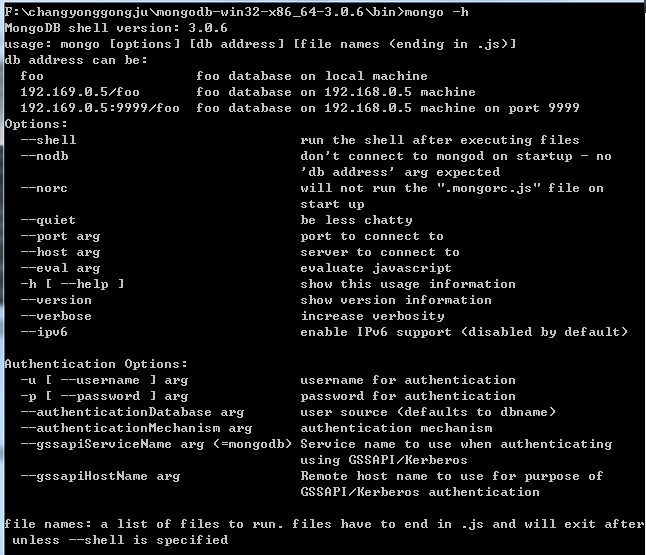 F:\changyonggongju\mongodb-win32-x86_64-3.0.6\bin>mongo -h
MongoDB shell version: 3.0.6
usage: mongo [options] [db address] [file names (ending in .js)]
db address can be:
  foo                   foo database on local machine
  192.169.0.5/foo       foo database on 192.168.0.5 machine
  192.169.0.5:9999/foo  foo database on 192.168.0.5 machine on port 9999
Options:
  --shell                            run the shell after executing files
  --nodb                             don't connect to mongod on startup - no
                                     'db address' arg expected
  --norc                             will not run the ".mongorc.js" file on
                                     start up
  --quiet                            be less chatty
  --port arg                         port to connect to
  --host arg                         server to connect to
  --eval arg                         evaluate javascript
  -h [ --help ]                      show this usage information
  --version                          show version information
  --verbose                          increase verbosity
  --ipv6                             enable IPv6 support (disabled by default)

Authentication Options:
  -u [ --username ] arg              username for authentication
  -p [ --password ] arg              password for authentication
  --authenticationDatabase arg       user source (defaults to dbname)
  --authenticationMechanism arg      authentication mechanism
  --gssapiServiceName arg (=mongodb) Service name to use when authenticating
                                     using GSSAPI/Kerberos
  --gssapiHostName arg               Remote host name to use for purpose of
                                     GSSAPI/Kerberos authentication

file names: a list of files to run. files have to end in .js and will exit after
 unless --shell is specified